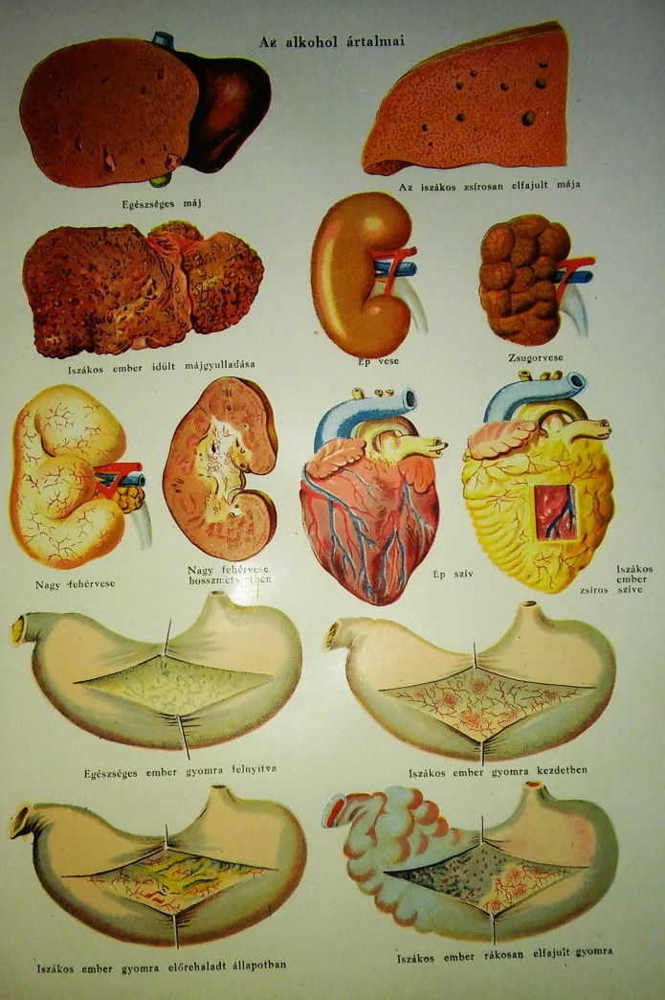 Az alkohol ártalmai
Egészséges máj
Az iszákos zsírosan elfajult mája
Iszákos ember idült májgyulladása
Ép vese
Zsugorvese
Nagy fehérvese
Nagy fehérvese
hosszmetszetben
Ép szív
Iszákos
ember
zsíros szíve
Egészséges ember gyomra felnyitva
Iszákos ember gyomra kezdetben
Iszákos ember gyomra előrehaladt állapotban
Iszákos ember rákosan elfajult gyomra